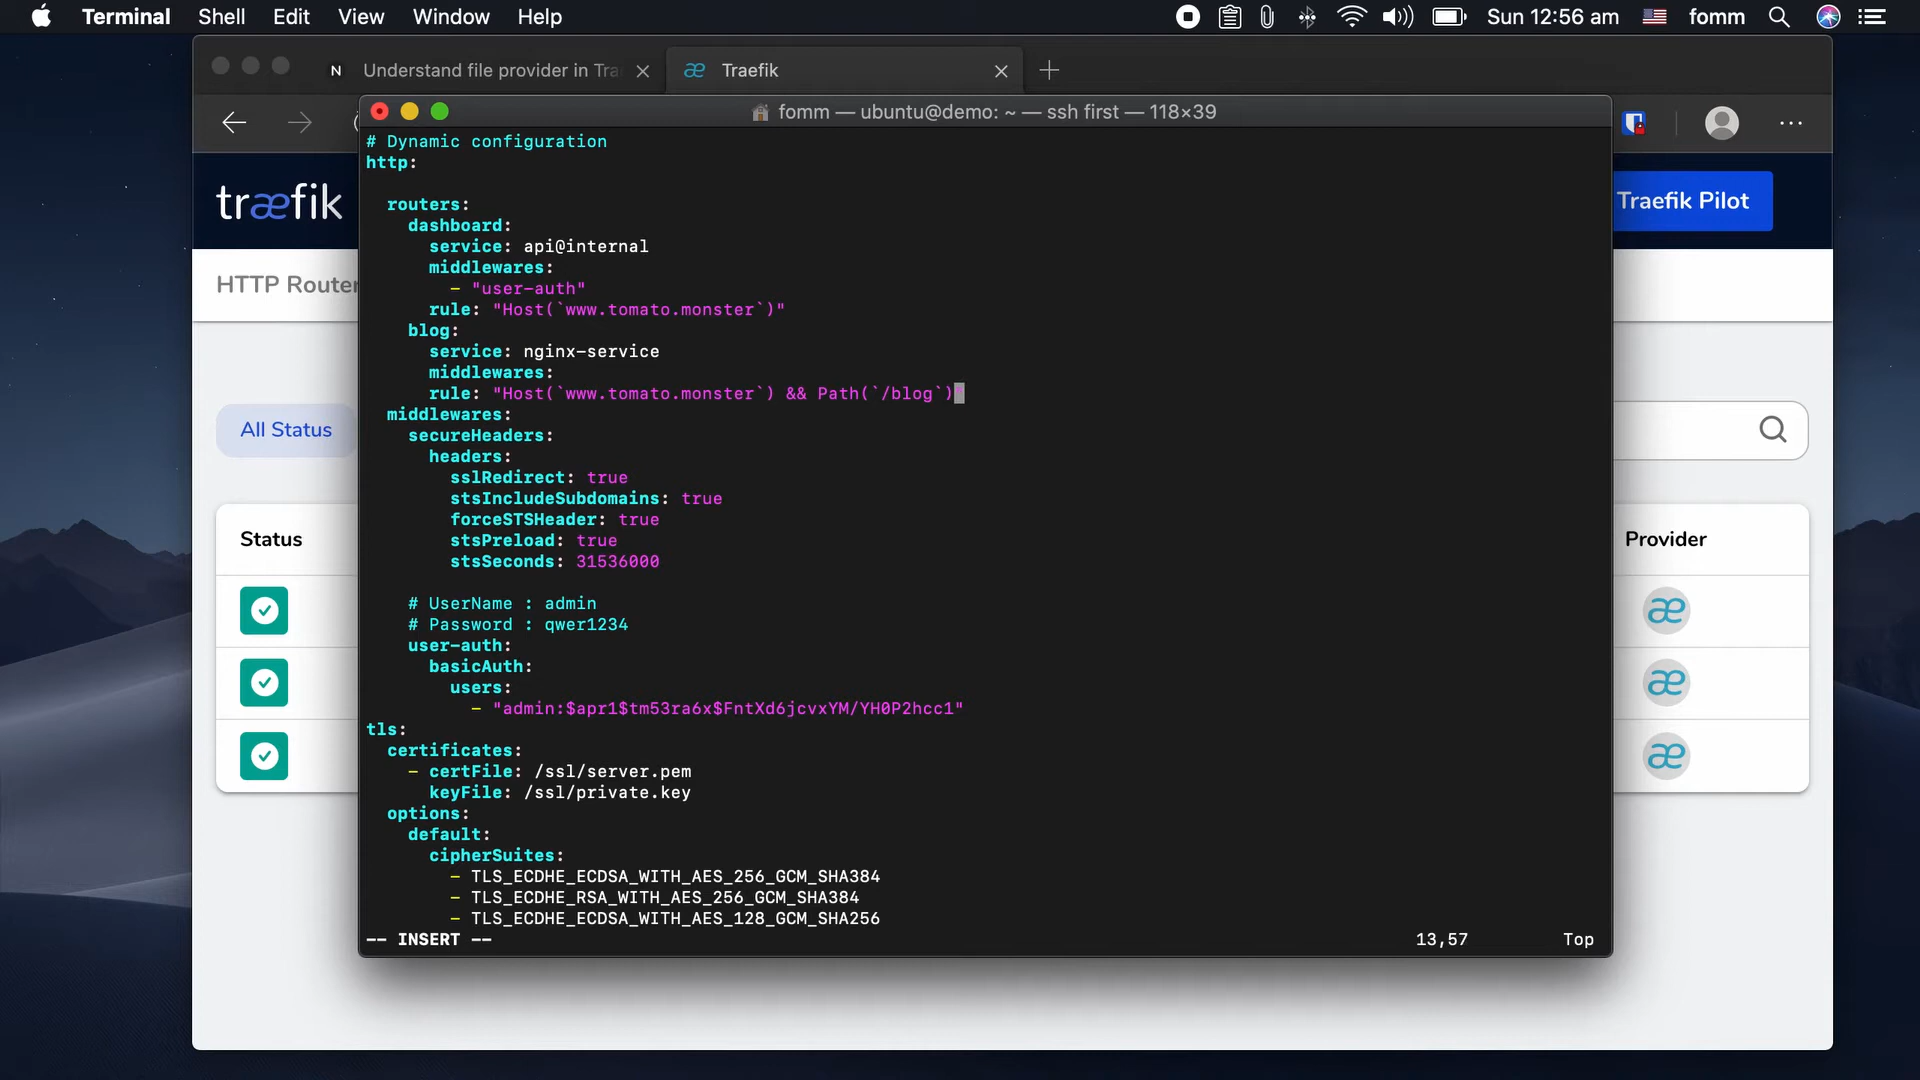 Terminal Shell Edit View Window Help Sun 12:56 am fomm
N Understand file provider in Tra æ Traefik
fomm — ubuntu@demo: ~ — ssh first — 118×39
træfik
Traefik Pilot
HTTP Router
All Status
Status
Provider
æ
æ
æ
# Dynamic configuration
http:
routers:
dashboard:
service: api@internal
middlewares:
- "user-auth"
rule: "Host(`www.tomato.monster`)"
blog:
service: nginx-service
middlewares:
rule: "Host(`www.tomato.monster`) && Path(`/blog`)"
middlewares:
secureHeaders:
headers:
sslRedirect: true
stsIncludeSubdomains: true
forceSTSHeader: true
stsPreload: true
stsSeconds: 31536000
# UserName : admin
# Password : qwer1234
user-auth:
basicAuth:
users:
- "admin:$apr1$tm53ra6x$FntXd6jcvxYM/YH0P2hcc1"
tls:
certificates:
- certFile: /ssl/server.pem
keyFile: /ssl/private.key
options:
default:
cipherSuites:
- TLS_ECDHE_ECDSA_WITH_AES_256_GCM_SHA384
- TLS_ECDHE_RSA_WITH_AES_256_GCM_SHA384
- TLS_ECDHE_ECDSA_WITH_AES_128_GCM_SHA256
-- INSERT -- 13,57 Top